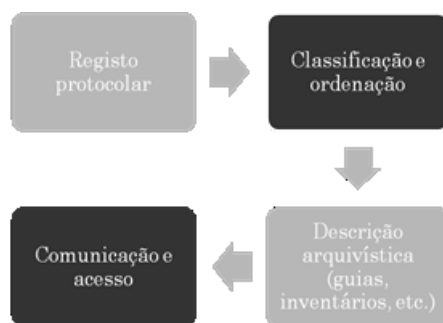 Registo
protocolar
Classificação e
ordenação
Descrição
arquivística
(guias,
inventários, etc.)
Comunicação e
acesso